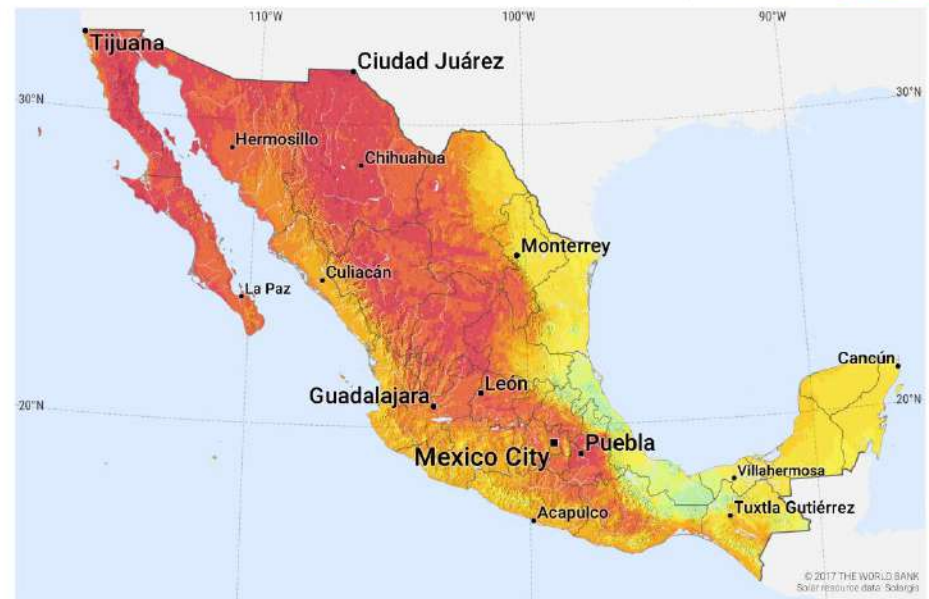 110°W
100°W
90°W
Tijuana
Ciudad Juárez
30°N
30°N
Hermosillo
Chihuahua
Monterrey
Culiacán
La Paz
Cancún
León
Guadalajara
20°N
20°N
Puebla
Mexico City
Villahermosa
Tuxtla Gutiérrez
Acapulco
© 2017 THE WORLD BANK
Solar resource data: Solargis